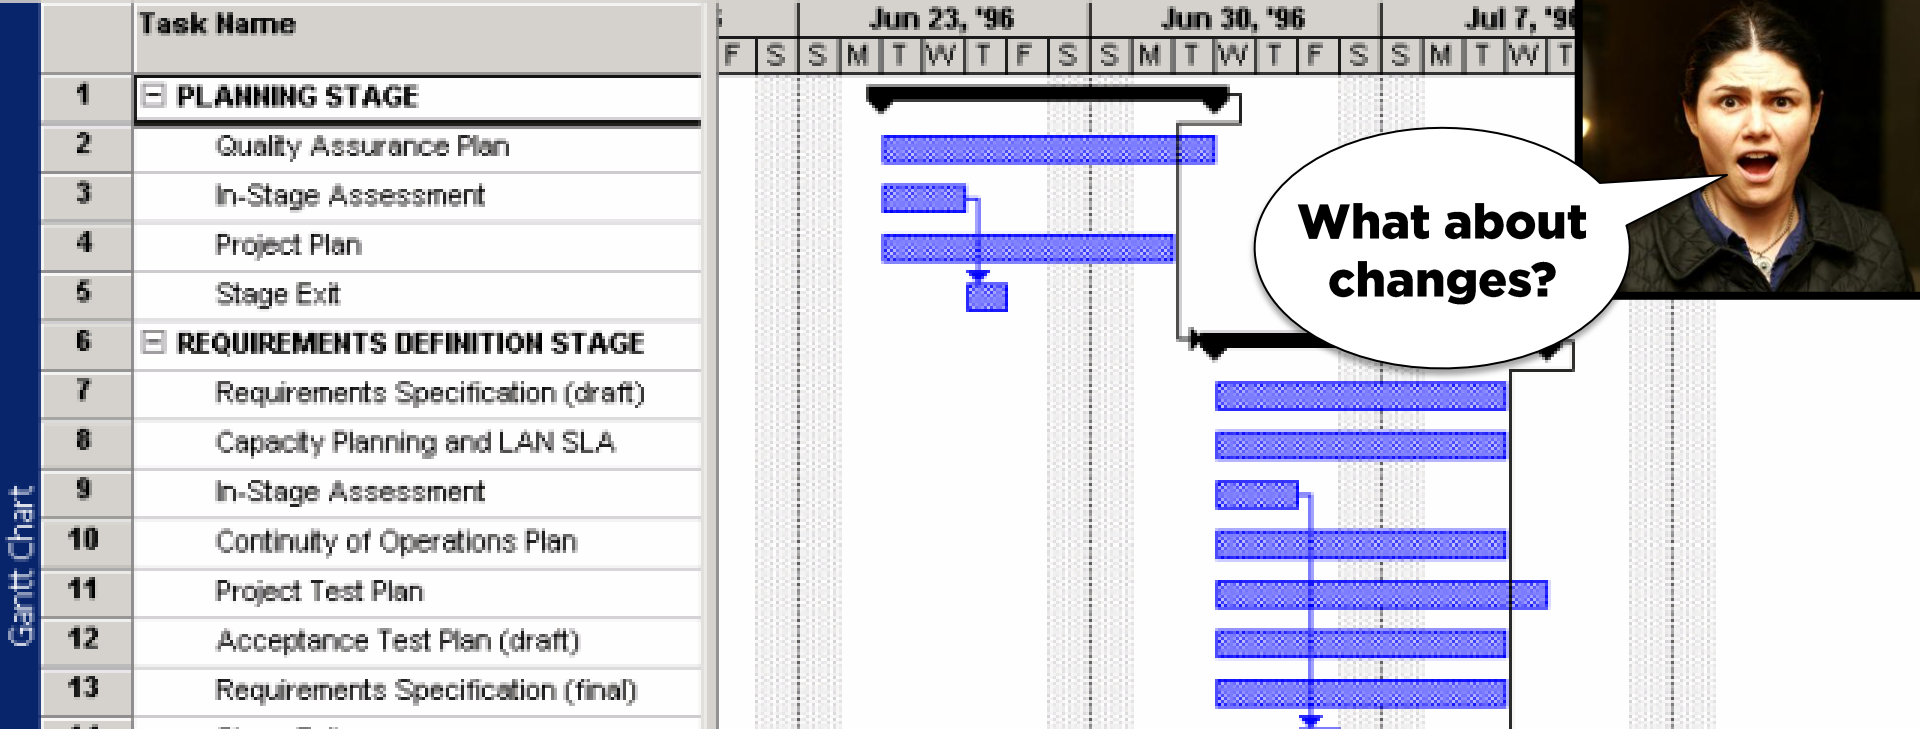 Task Name
Jun 23, '96
Jun 30, '96
Jul 7, '96
F S S M T W T F S S M T W T F S S M T W T
1 PLANNING STAGE
2 Quality Assurance Plan
3 In-Stage Assessment
4 Project Plan
5 Stage Exit
6 REQUIREMENTS DEFINITION STAGE
7 Requirements Specification (draft)
8 Capacity Planning and LAN SLA
9 In-Stage Assessment
10 Continuity of Operations Plan
11 Project Test Plan
12 Acceptance Test Plan (draft)
13 Requirements Specification (final)
Gantt Chart
What about
changes?